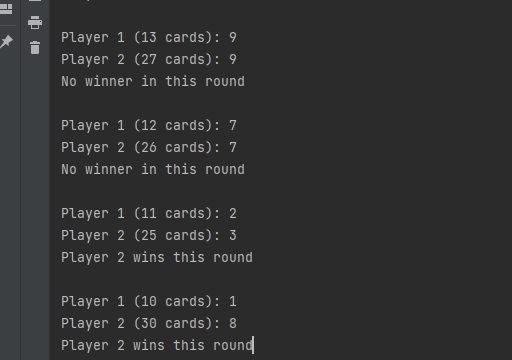 Player 1 (13 cards): 9
Player 2 (27 cards): 9
No winner in this round
Player 1 (12 cards): 7
Player 2 (26 cards): 7
No winner in this round
Player 1 (11 cards): 2
Player 2 (25 cards): 3
Player 2 wins this round
Player 1 (10 cards): 1
Player 2 (30 cards): 8
Player 2 wins this round